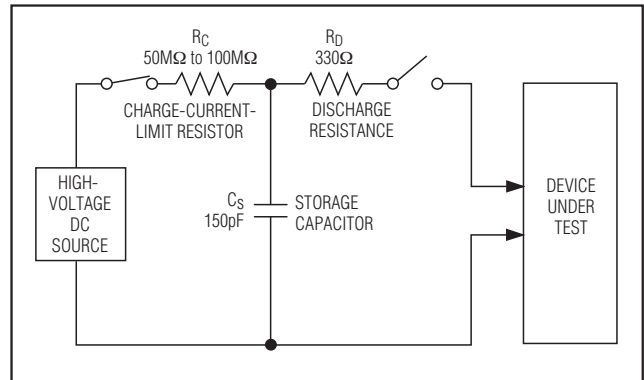 RC
50MΩ to 100MΩ
CHARGE-CURRENT-
LIMIT RESISTOR
RD
330Ω
DISCHARGE
RESISTANCE
HIGH-
VOLTAGE
DC
SOURCE
CS
150pF
STORAGE
CAPACITOR
DEVICE
UNDER
TEST